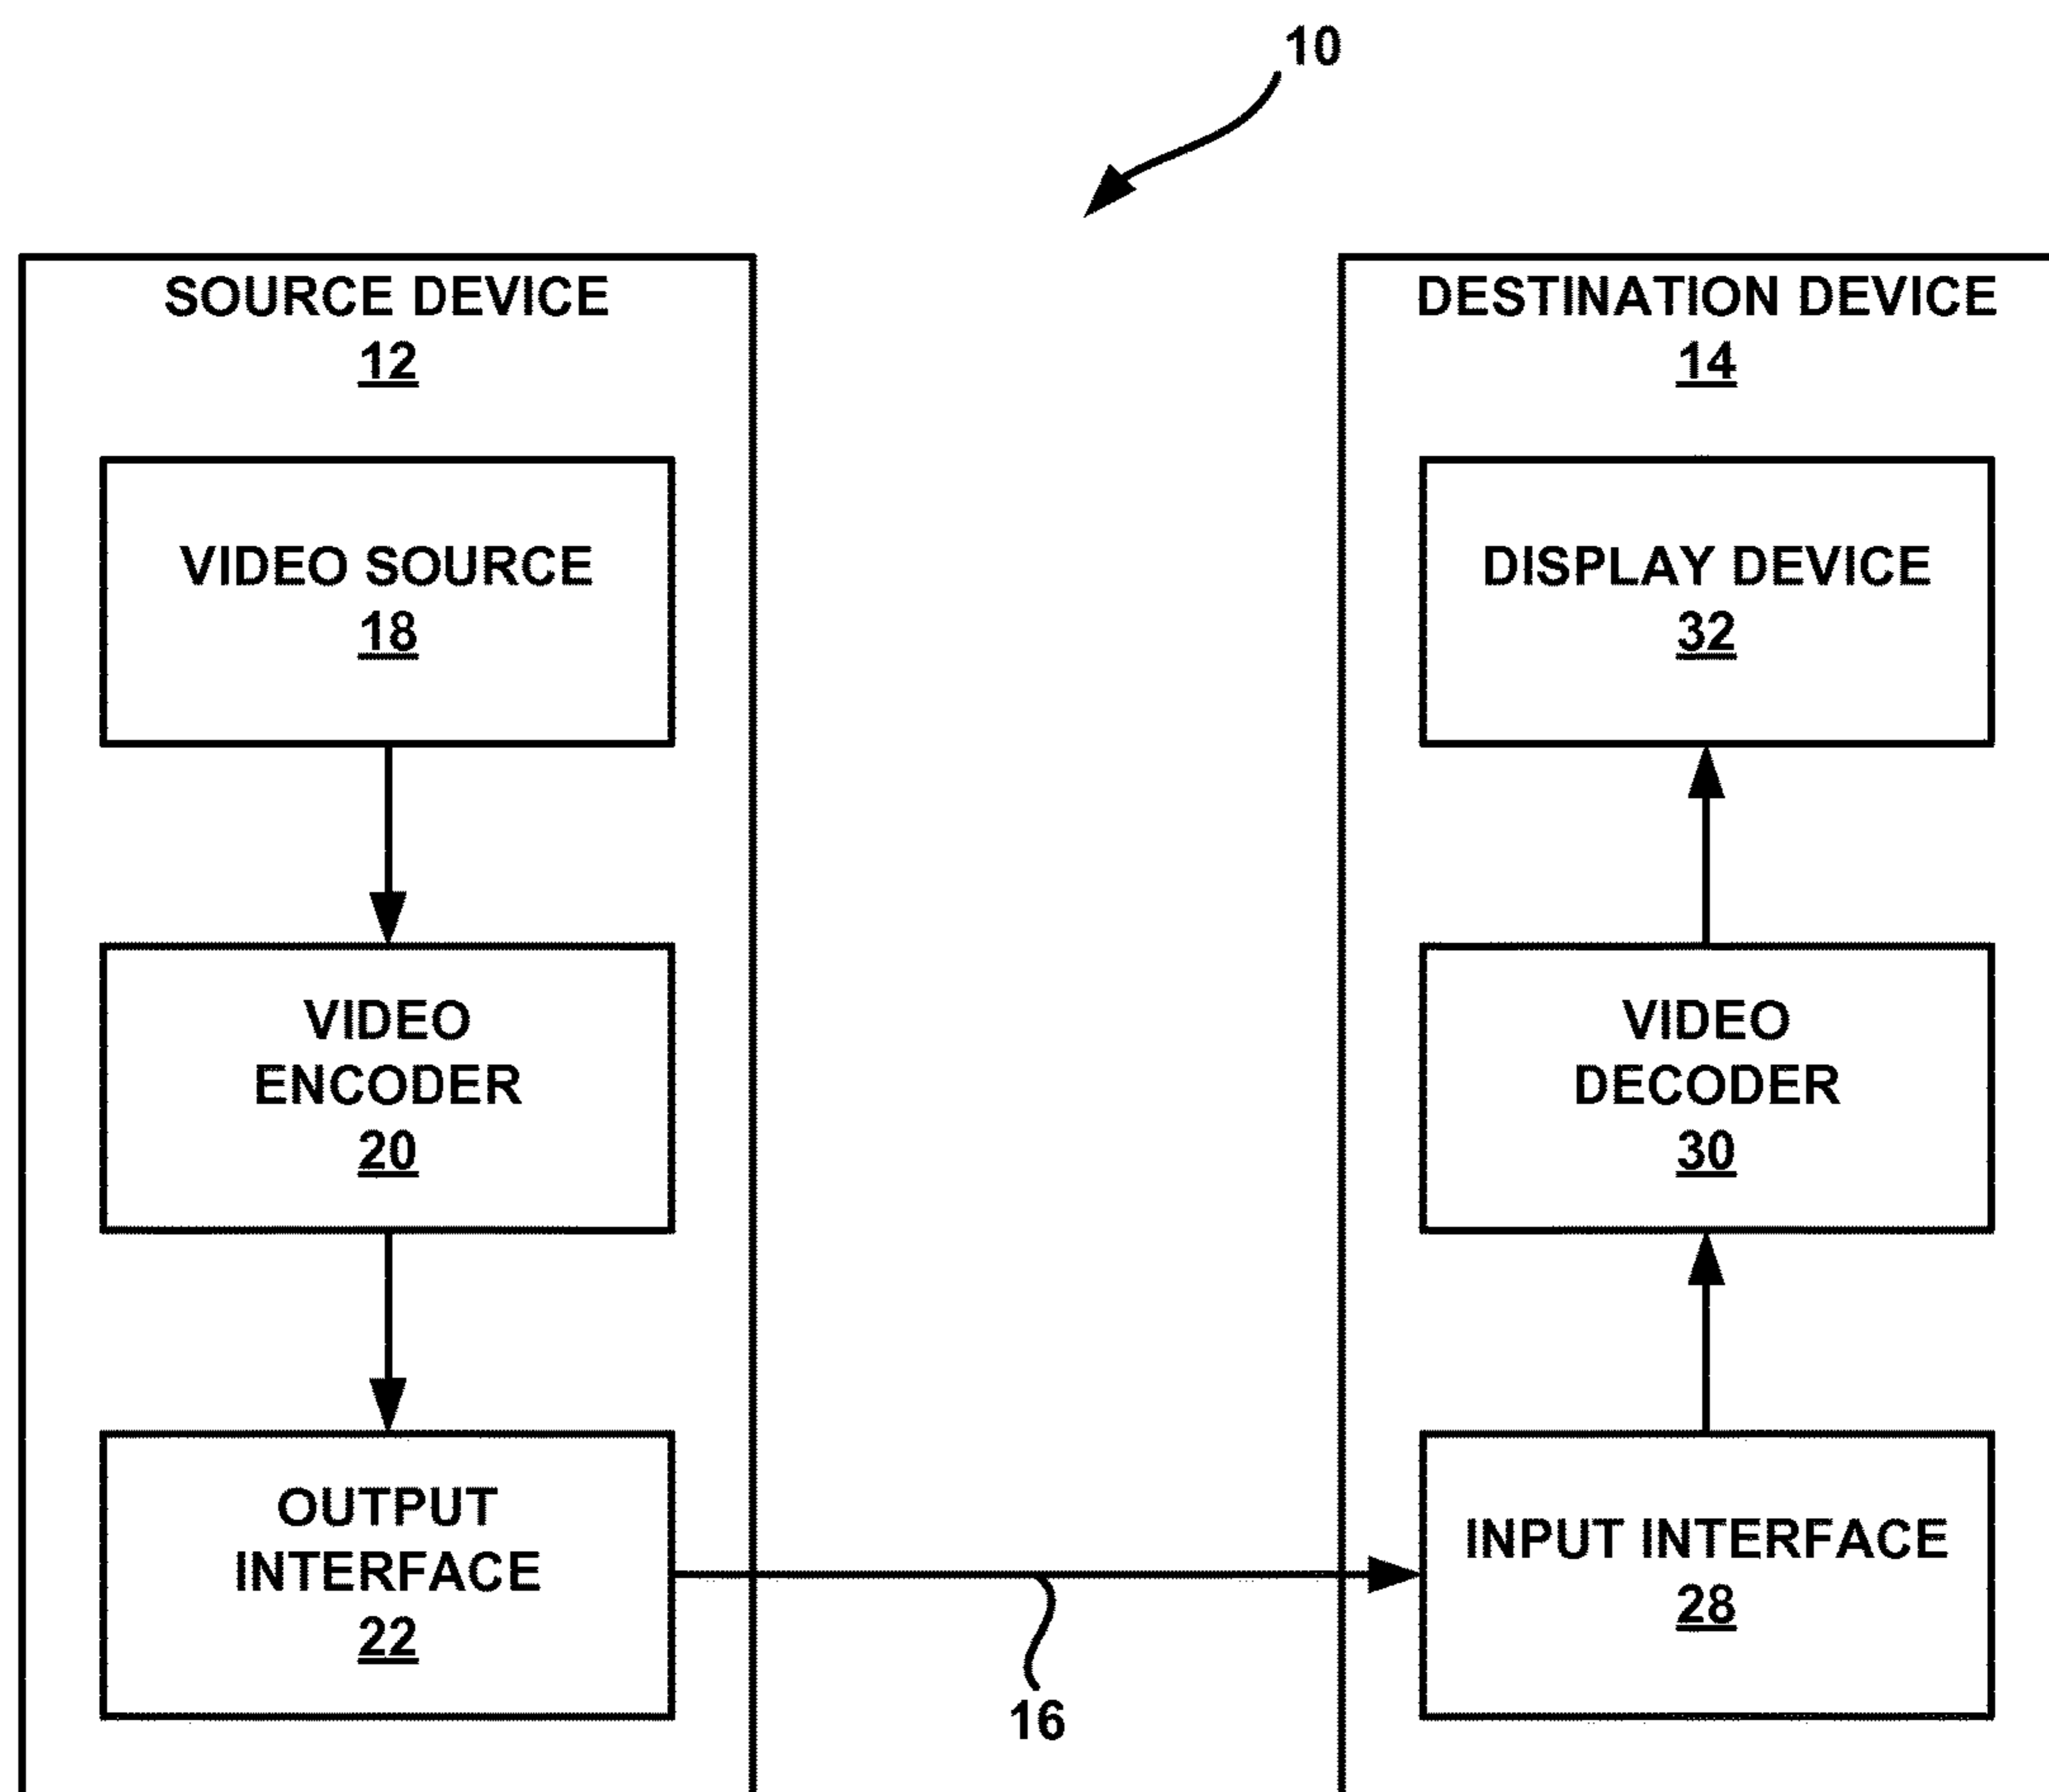 10
SOURCE DEVICE
12
VIDEO SOURCE
18
VIDEO
ENCODER
20
OUTPUT
INTERFACE
22
16
DESTINATION DEVICE
14
DISPLAY DEVICE
32
VIDEO
DECODER
30
INPUT INTERFACE
28